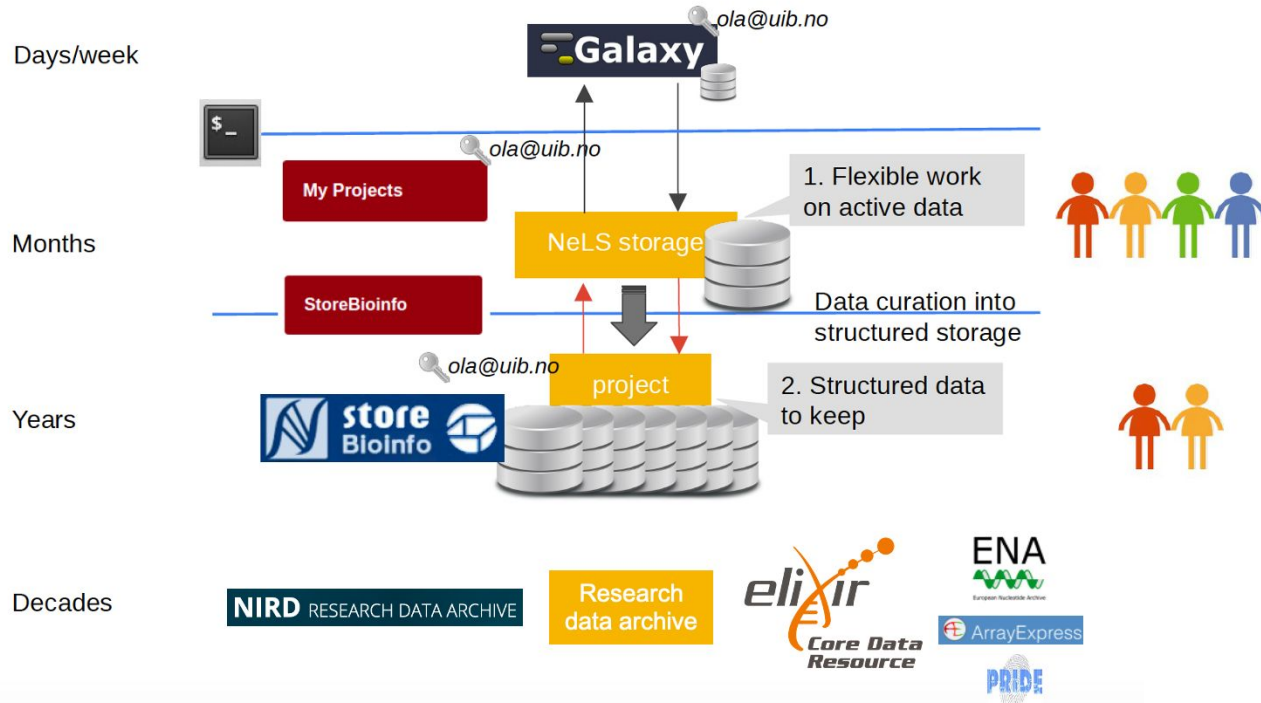 ola@uib.no
Days/week
Galaxy
$_
ola@uib.no
My Projects
1. Flexible work
on active data
Months
NeLS storage
StoreBioinfo
Data curation into
structured storage
ola@uib.no
project
2. Structured data
to keep
Years
store
Bioinfo
Decades
NIRD RESEARCH DATA ARCHIVE
Research
data archive
elixir
Core Data
Resource
ENA
European Nucleotide Archive
ArrayExpress
PRIDE